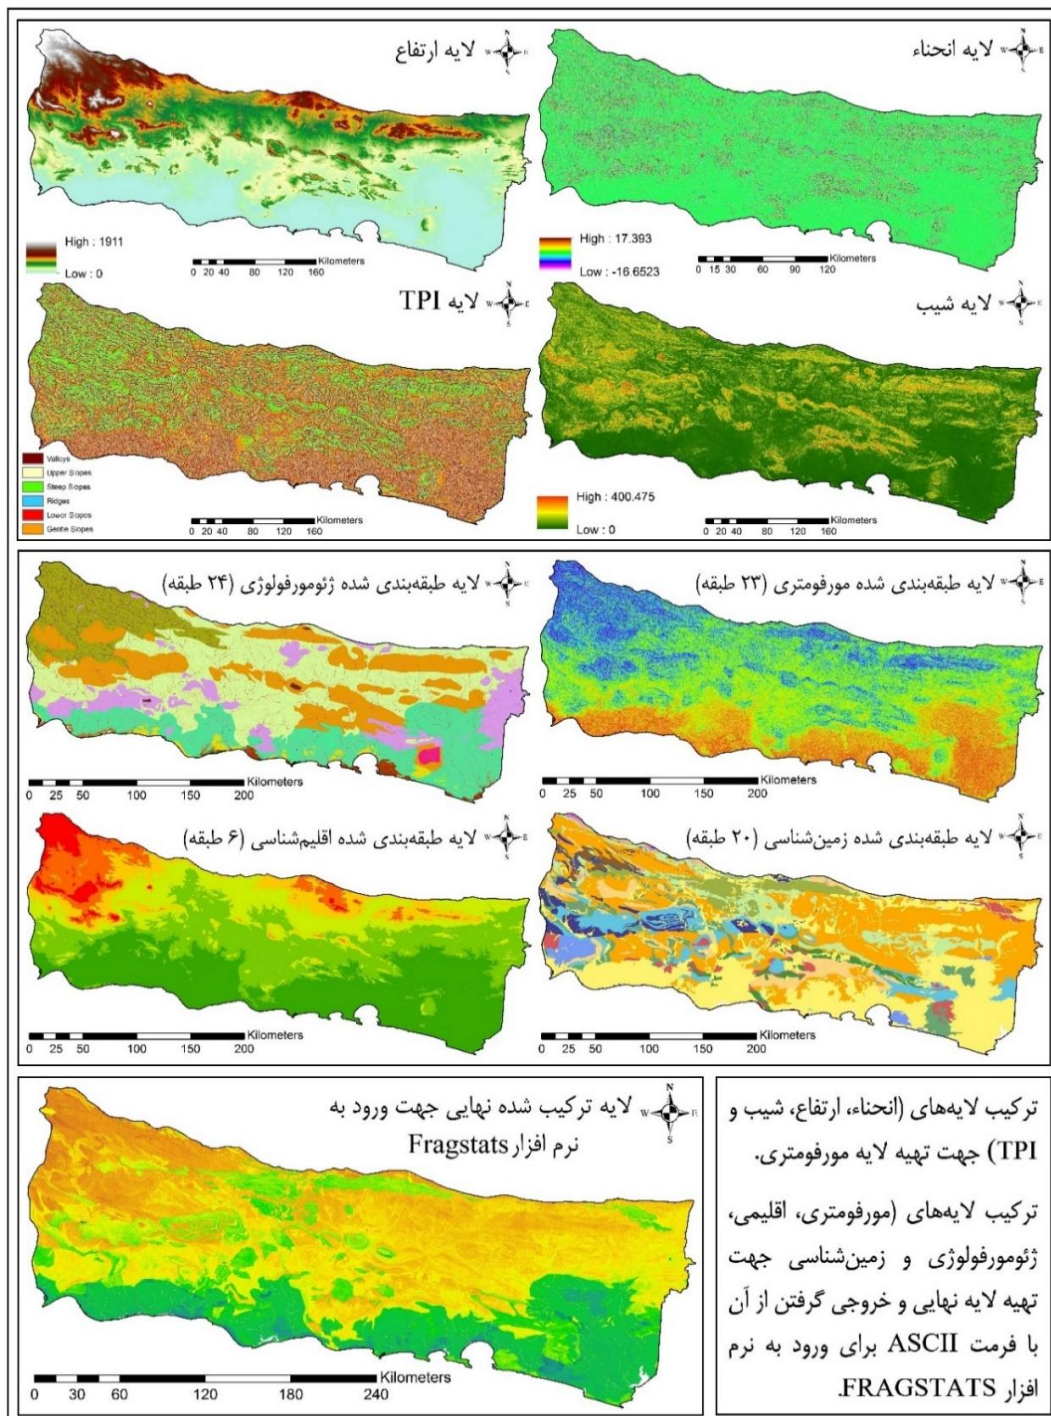 لایه ارتفاع
N
W E
S
High : 1911
Low : 0
Kilometers
0 20 40 80 120 160
لایه انحناء
N
W E
S
High : 17.393
Low : -16.6523
Kilometers
0 15 30 60 90 120
لایه TPI
N
W E
S
Valleys
Upper Slopes
Steep Slopes
Ridges
Lower Slopes
Gentle Slopes
Kilometers
0 20 40 80 120 160
لایه شیب
N
W E
S
High : 400.475
Low : 0
Kilometers
0 20 40 80 120 160
لایه طبقه‌بندی شده ژئومورفولوژی (۲۴ طبقه)
N
W E
S
Kilometers
0 25 50 100 150 200
لایه طبقه‌بندی شده مورفومتری (۲۳ طبقه)
N
W E
S
Kilometers
0 25 50 100 150 200
لایه طبقه‌بندی شده اقلیم‌شناسی (۶ طبقه)
N
W E
S
Kilometers
0 25 50 100 150 200
لایه طبقه‌بندی شده زمین‌شناسی (۲۰ طبقه)
N
W E
S
Kilometers
0 25 50 100 150 200
لایه ترکیب شده نهایی جهت ورود به
نرم افزار Fragstats
N
W E
S
Kilometers
0 30 60 120 180 240
ترکیب لایه‌های (انحناء، ارتفاع، شیب و
TPI) جهت تهیه لایه مورفومتری.
ترکیب لایه‌های (مورفومتری، اقلیمی،
ژئومورفولوژی و زمین‌شناسی جهت
تهیه لایه نهایی و خروجی گرفتن از آن
با فرمت ASCII برای ورود به نرم
افزار FRAGSTATS.